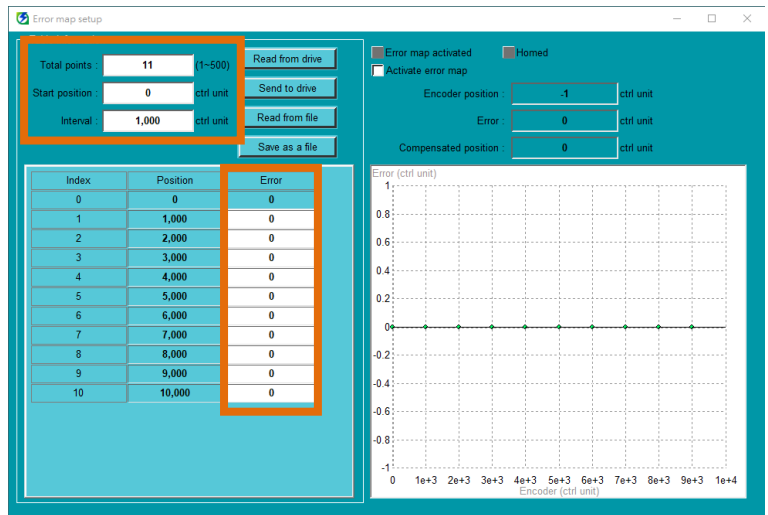 Error map setup
Total points : 11 (1~500)
Start position : 0 ctrl unit
Interval : 1,000 ctrl unit
Read from drive
Send to drive
Read from file
Save as a file
Error map activated Homed
Activate error map
Encoder position : -1 ctrl unit
Error : 0 ctrl unit
Compensated position : 0 ctrl unit
Index Position Error
0 0 0
1 1,000 0
2 2,000 0
3 3,000 0
4 4,000 0
5 5,000 0
6 6,000 0
7 7,000 0
8 8,000 0
9 9,000 0
10 10,000 0
Error (ctrl unit)
1
0.8
0.6
0.4
0.2
0
-0.2
-0.4
-0.6
-0.8
-1
0 1e+3 2e+3 3e+3 4e+3 5e+3 6e+3 7e+3 8e+3 9e+3 1e+4
Encoder (ctrl unit)